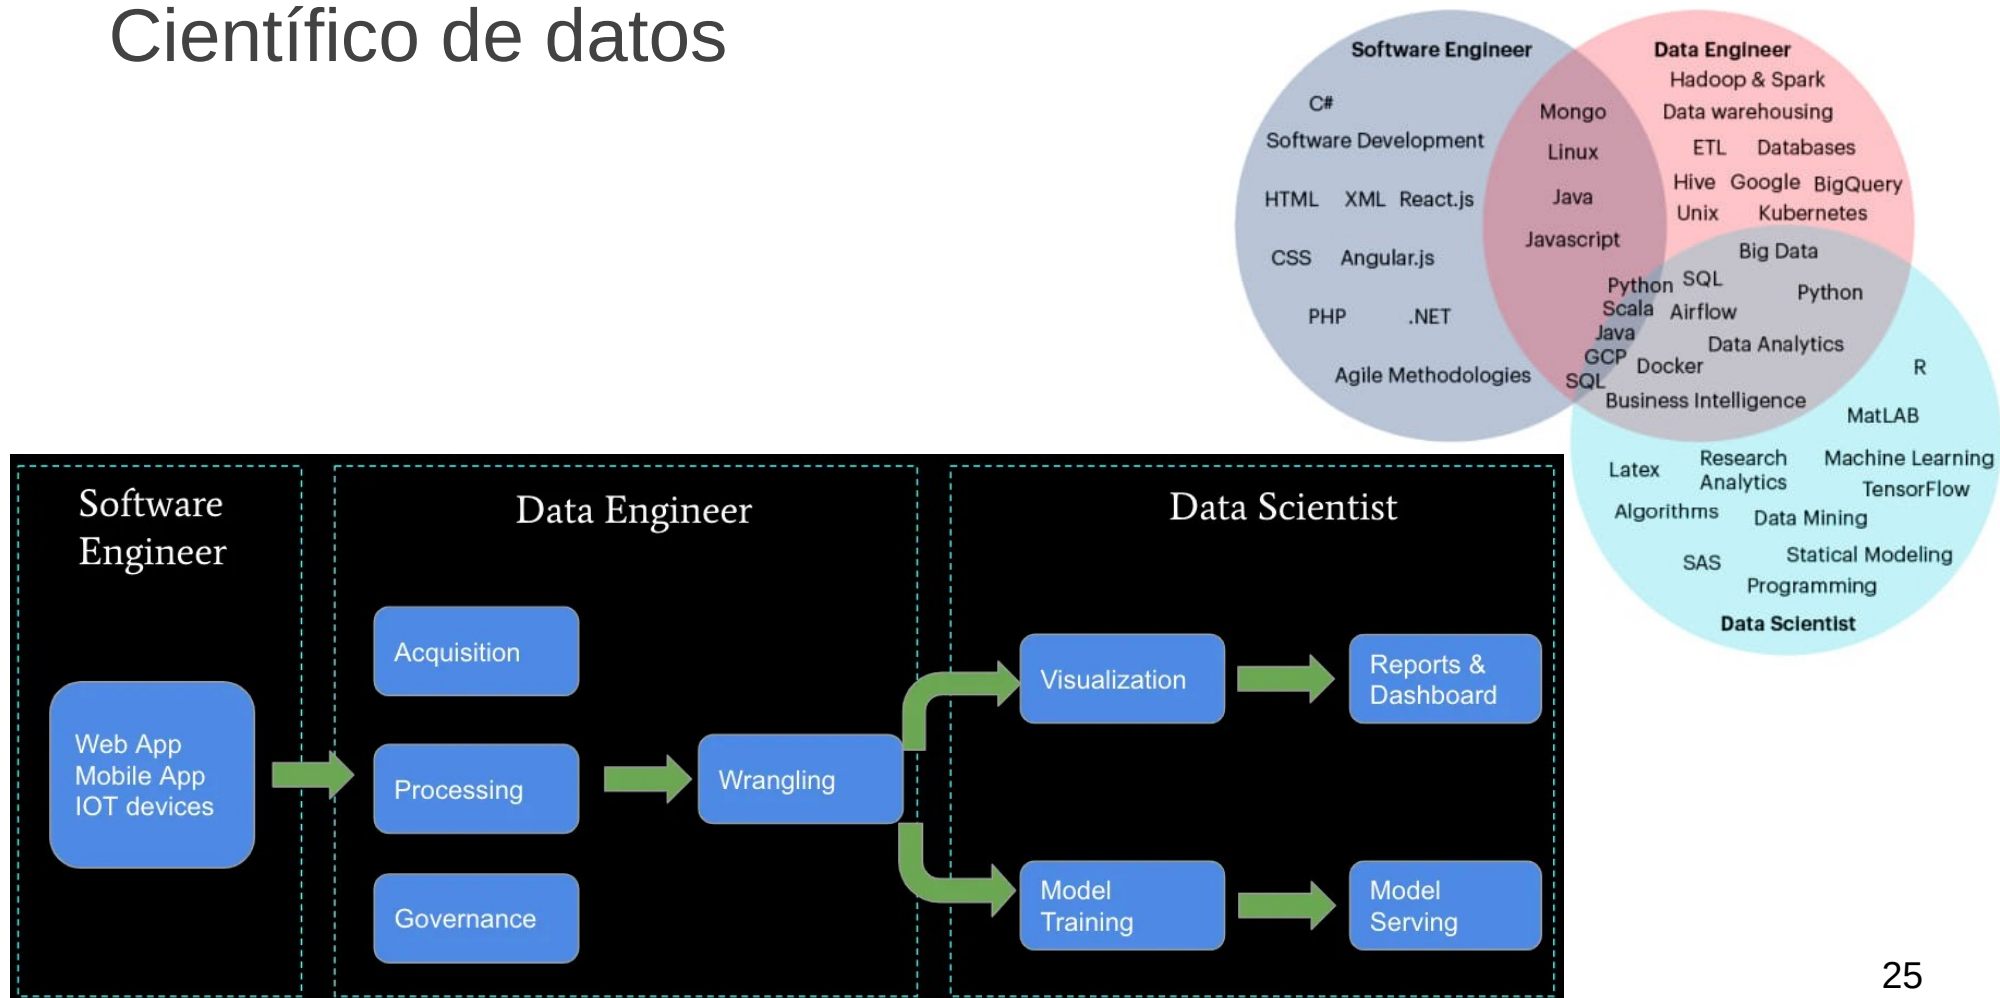 Científico de datos
Software Engineer
C#
Software Development
HTML XML React.js
CSS Angular.js
PHP .NET
Agile Methodologies
Mongo
Linux
Java
Javascript
Data Engineer
Hadoop & Spark
Data warehousing
ETL Databases
Hive Google BigQuery
Unix Kubernetes
Python
Scala
Java
GCP
SQL
Big Data
SQL
Python
Airflow
Data Analytics
Docker
Business Intelligence
R
MatLAB
Latex
Research
Analytics
Machine Learning
TensorFlow
Algorithms
Data Mining
SAS
Statical Modeling
Programming
Data Scientist
Software
Engineer
Web App
Mobile App
IOT devices
Data Engineer
Acquisition
Processing
Governance
Wrangling
Data Scientist
Visualization
Reports &
Dashboard
Model
Training
Model
Serving
25